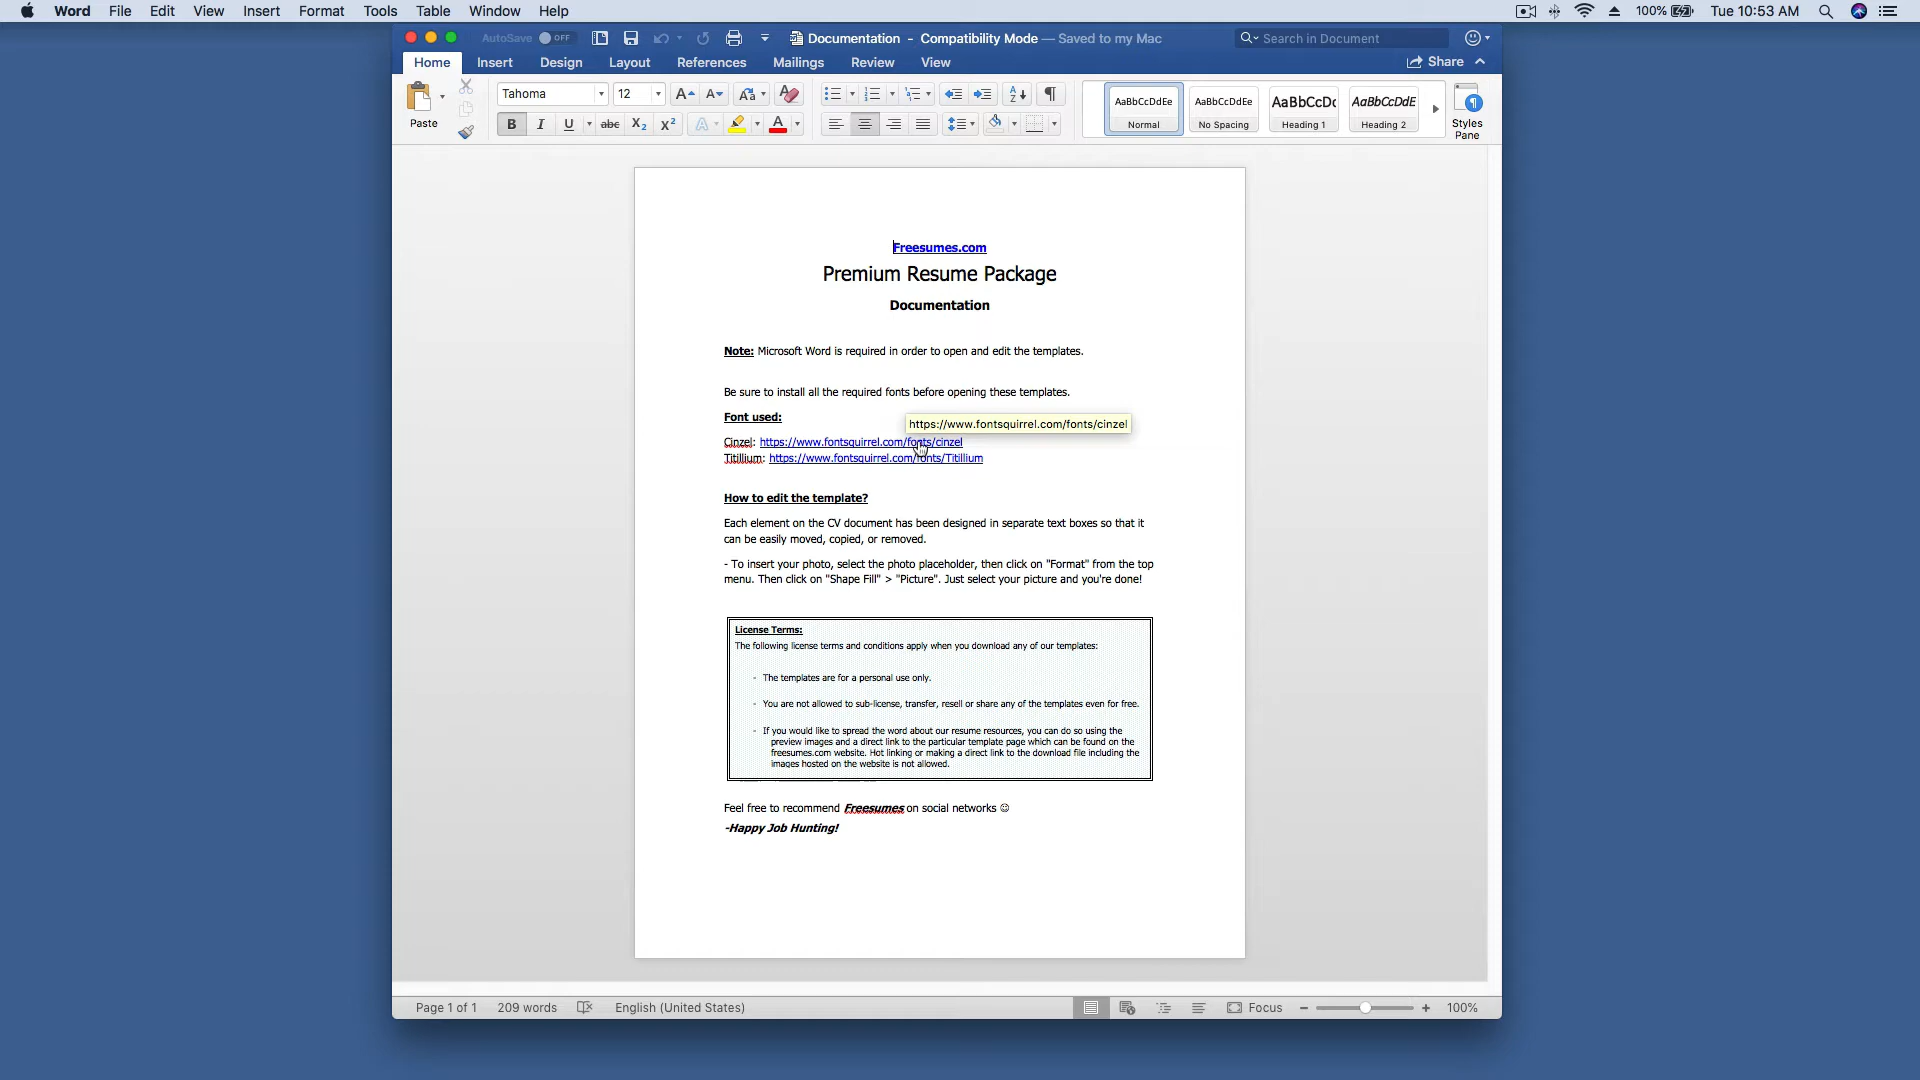 Word File Edit View Insert Format Tools Table Window Help 100% Tue 10:53 AM
AutoSave OFF Documentation - Compatibility Mode — Saved to my Mac Search in Document
Home Insert Design Layout References Mailings Review View Share
Paste Tahoma 12 AaBbCcDdEe AaBbCcDdEe AaBbCcDc AaBbCcDdE
B I U abc X2 X2 A A Normal No Spacing Heading 1 Heading 2 Styles
Pane
Freesumes.com
Premium Resume Package
Documentation
Note: Microsoft Word is required in order to open and edit the templates.
Be sure to install all the required fonts before opening these templates.
Font used:
https://www.fontsquirrel.com/fonts/cinzel
Cinzel: https://www.fontsquirrel.com/fonts/cinzel
Titillium: https://www.fontsquirrel.com/fonts/Titillium
How to edit the template?
Each element on the CV document has been designed in separate text boxes so that it
can be easily moved, copied, or removed.
- To insert your photo, select the photo placeholder, then click on "Format" from the top
menu. Then click on "Shape Fill" > "Picture". Just select your picture and you're done!
License Terms:
The following license terms and conditions apply when you download any of our templates:
- The templates are for a personal use only.
- You are not allowed to sub-license, transfer, resell or share any of the templates even for free.
- If you would like to spread the word about our resume resources, you can do so using the
preview images and a direct link to the particular template page which can be found on the
freesumes.com website. Hot linking or making a direct link to the download file including the
images hosted on the website is not allowed.
Feel free to recommend Freesumes on social networks ☺
-Happy Job Hunting!
Page 1 of 1 209 words English (United States) Focus 100%